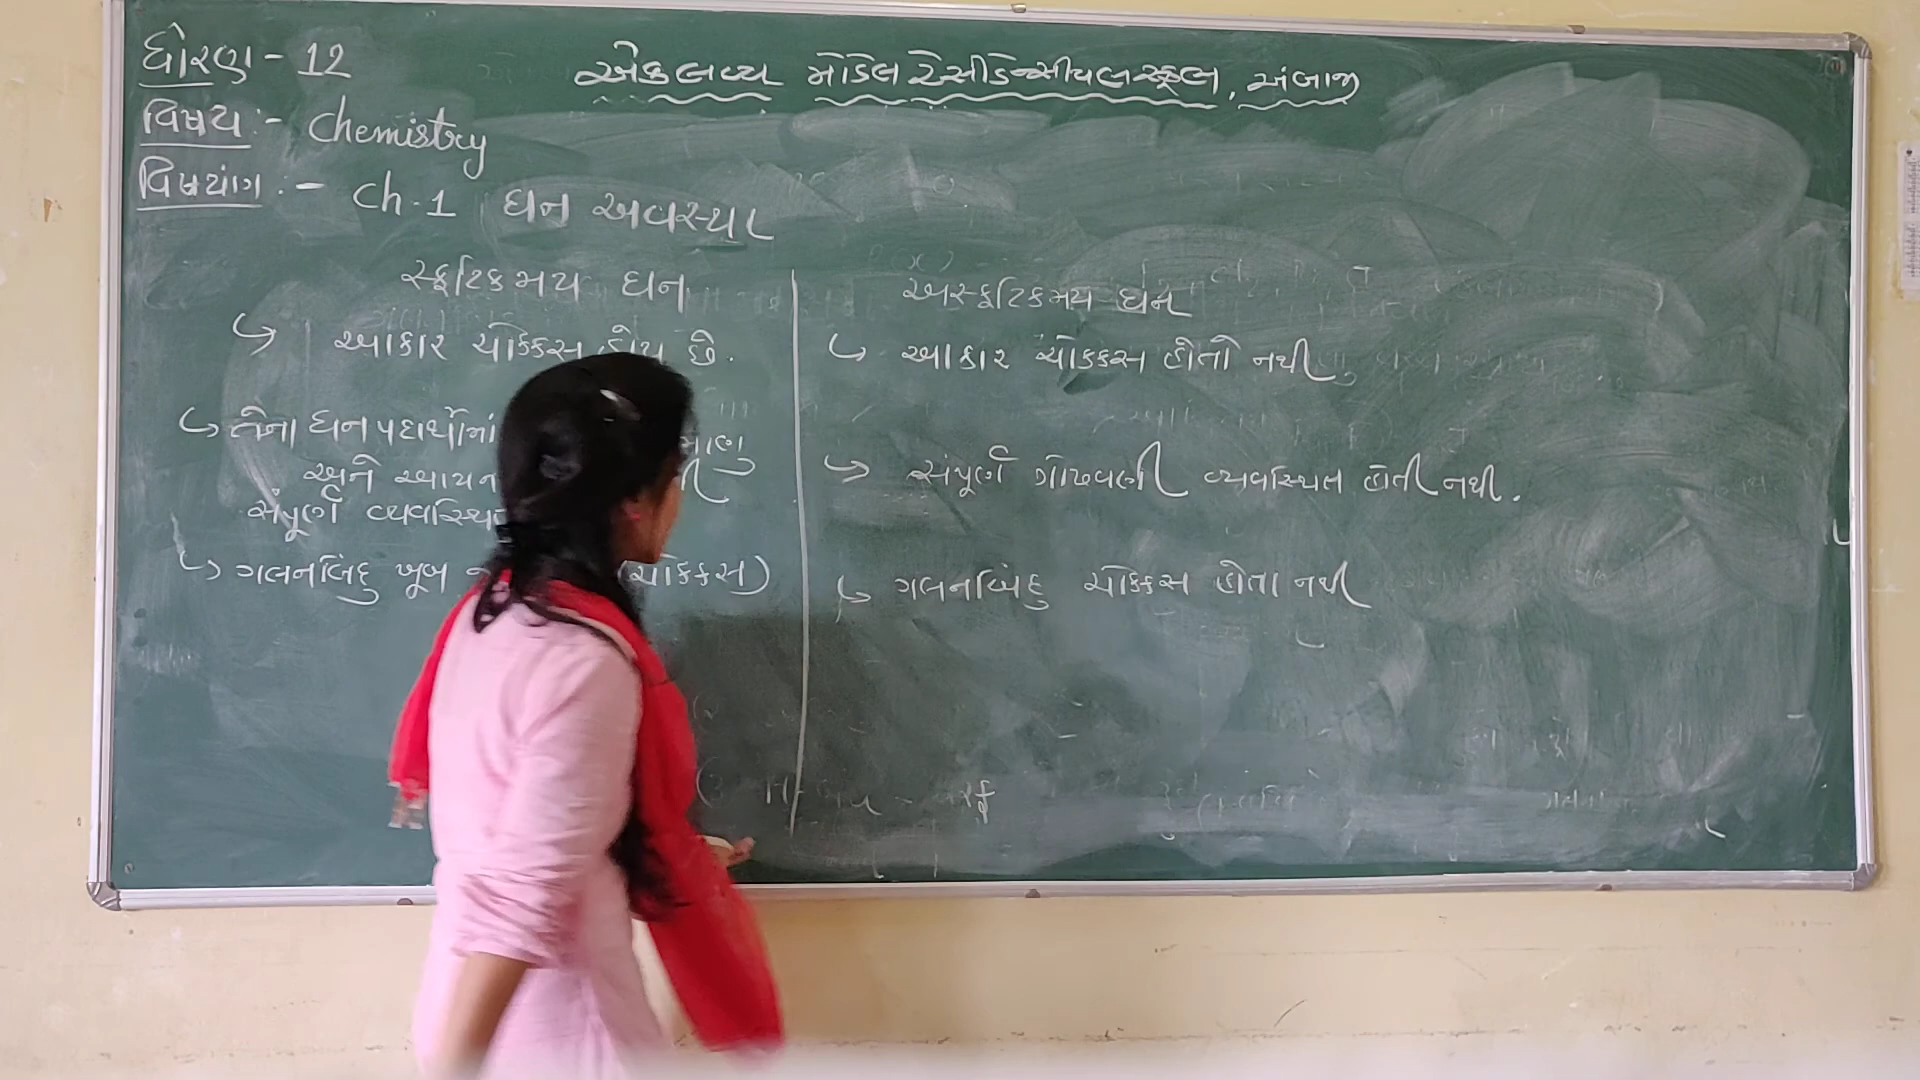 ધોરણ - 12
એકલવ્ય મોડેલ રેસીડેન્સીયલ સ્કૂલ, અંબાજી
વિષય :- Chemistry
વિષયાંગ :- Ch.1 ઘન અવસ્થા
સ્ફટિકમય ઘન
આકાર ચોક્કસ હોય છે.
તેના ઘન પદાર્થોમાં
અને આયન
સંપૂર્ણ
ગલનબિંદુ ખૂબ (ચોક્કસ)
અસ્ફટિકમય ઘન
આકાર ચોક્કસ હોતો નથી
સંપૂર્ણ ગોઠવણી વ્યવસ્થિત હોતી નથી.
ગલનબિંદુ ચોક્કસ હોતા નથી